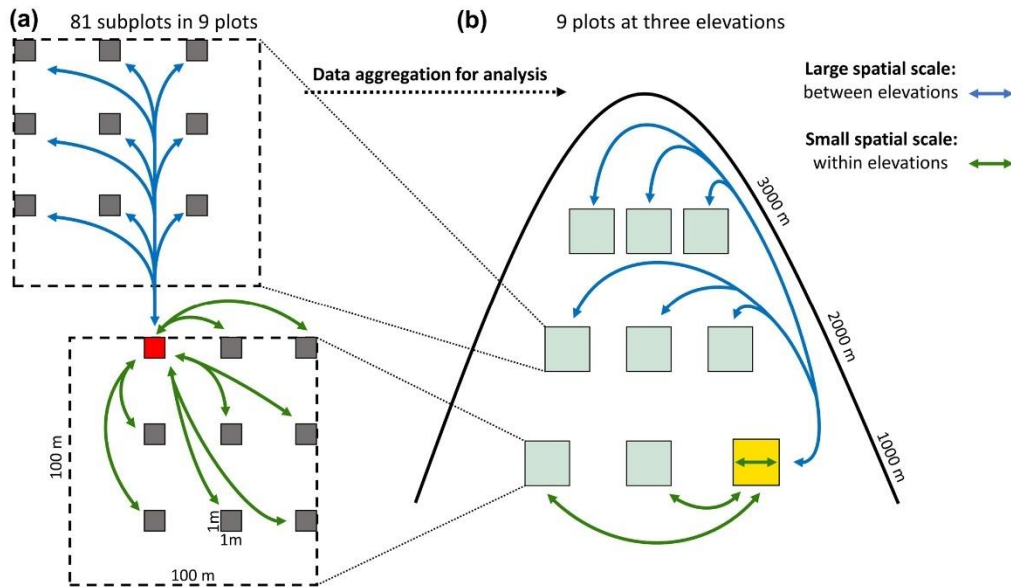 (a) 81 subplots in 9 plots
(b) 9 plots at three elevations
Data aggregation for analysis
Large spatial scale:
between elevations
Small spatial scale:
within elevations
3000 m
2000 m
1000 m
100 m
1m
1m
100 m